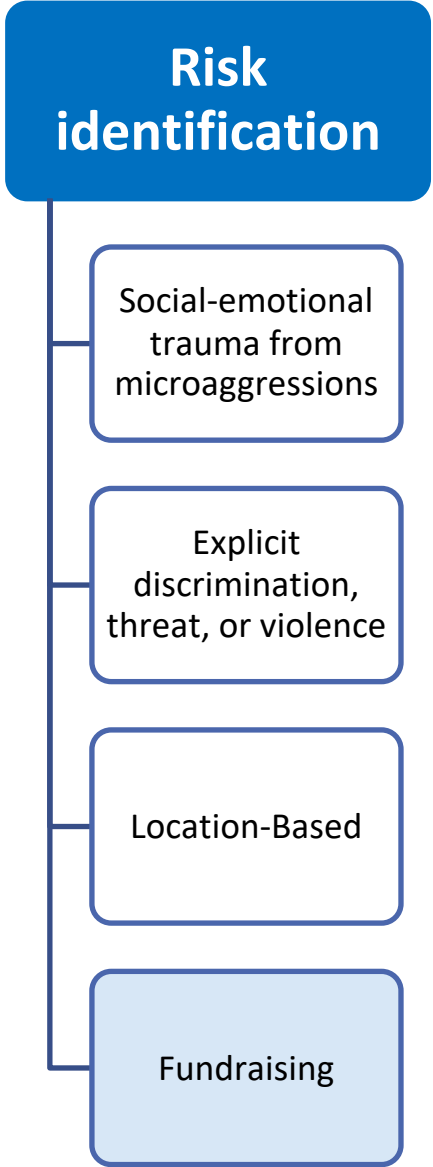 Risk
identification
Social-emotional
trauma from
microaggressions
Explicit
discrimination,
threat, or violence
Location-Based
Fundraising